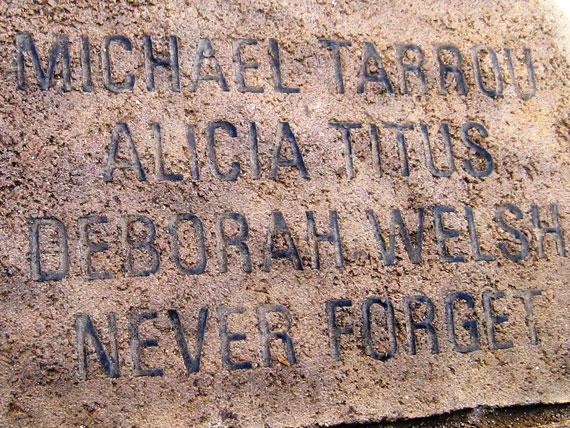 MICHAEL TARROU
ALICIA TITUS
DEBORAH WELSH
NEVER FORGET